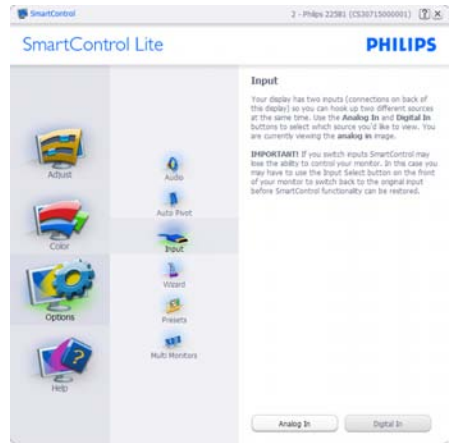 SmartControl
2 - Philips 225B1 (CS30715000001)
SmartControl Lite
PHILIPS
Adjust
Color
Options
Help
Audio
Auto Pivot
Input
Wizard
Presets
Multi Monitors
Input
Your display has two inputs (connections on back of
the display) so you can hook up two different sources
at the same time. Use the Analog In and Digital In
buttons to select which source you'd like to view. You
are currently viewing the analog in image.
IMPORTANT! If you switch inputs SmartControl may
lose the ability to control your monitor. In this case you
may have to use the Input Select button on the front
of your monitor to switch back to the original input
before SmartControl functionality can be restored.
Analog In
Digital In